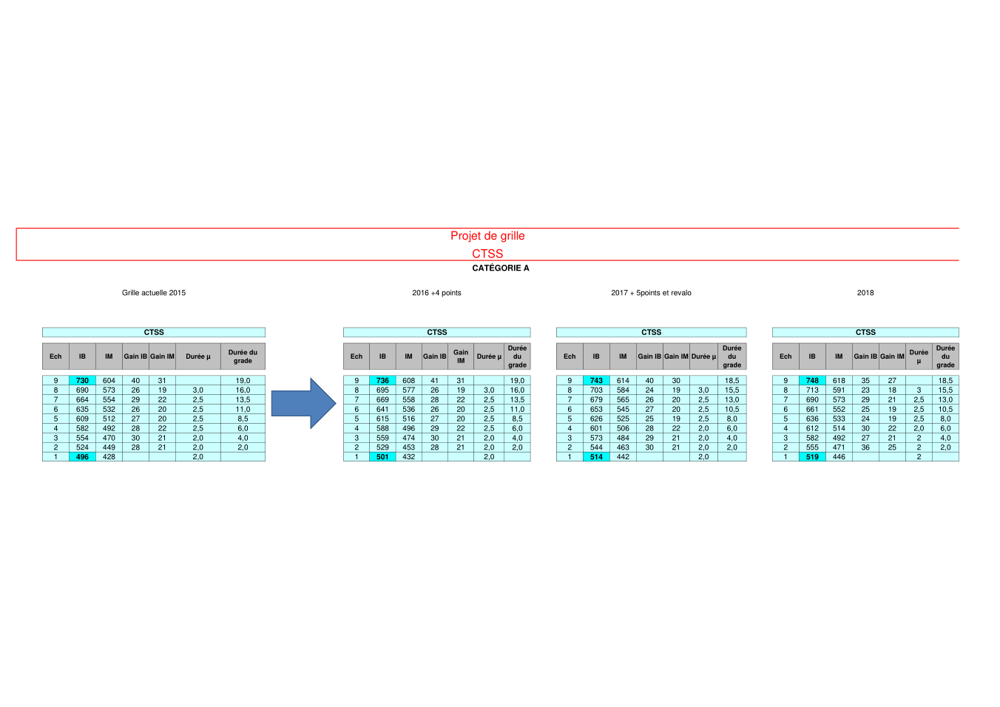 Projet de grille
CTSS
CATÉGORIE A
Grille actuelle 2015 2016 +4 points 2017 + 5points et revalo 2018
CTSS CTSS CTSS CTSS
Ech IB IM Gain IB Gain IM Durée µ Durée du grade Ech IB IM Gain IB Gain IM Durée µ Durée du grade Ech IB IM Gain IB Gain IM Durée µ Durée du grade Ech IB IM Gain IB Gain IM Durée µ Durée du grade
9 730 604 40 31 19,0 9 736 608 41 31 19,0 9 743 614 40 30 18,5 9 748 618 35 27 18,5
8 690 573 26 19 3,0 16,0 8 695 577 26 19 3,0 16,0 8 703 584 24 19 3,0 15,5 8 713 591 23 18 3 15,5
7 664 554 29 22 2,5 13,5 7 669 558 28 22 2,5 13,5 7 679 565 26 20 2,5 13,0 7 690 573 29 21 2,5 13,0
6 635 532 26 20 2,5 11,0 6 641 536 26 20 2,5 11,0 6 653 545 27 20 2,5 10,5 6 661 552 25 19 2,5 10,5
5 609 512 27 20 2,5 8,5 5 615 516 27 20 2,5 8,5 5 626 525 25 19 2,5 8,0 5 636 533 24 19 2,5 8,0
4 582 492 28 22 2,5 6,0 4 588 496 29 22 2,5 6,0 4 601 506 28 22 2,0 6,0 4 612 514 30 22 2,0 6,0
3 554 470 30 21 2,0 4,0 3 559 474 30 21 2,0 4,0 3 573 484 29 21 2,0 4,0 3 582 492 27 21 2 4,0
2 524 449 28 21 2,0 2,0 2 529 453 28 21 2,0 2,0 2 544 463 30 21 2,0 2,0 2 555 471 36 25 2 2,0
1 496 428 2,0 1 501 432 2,0 1 514 442 2,0 1 519 446 2